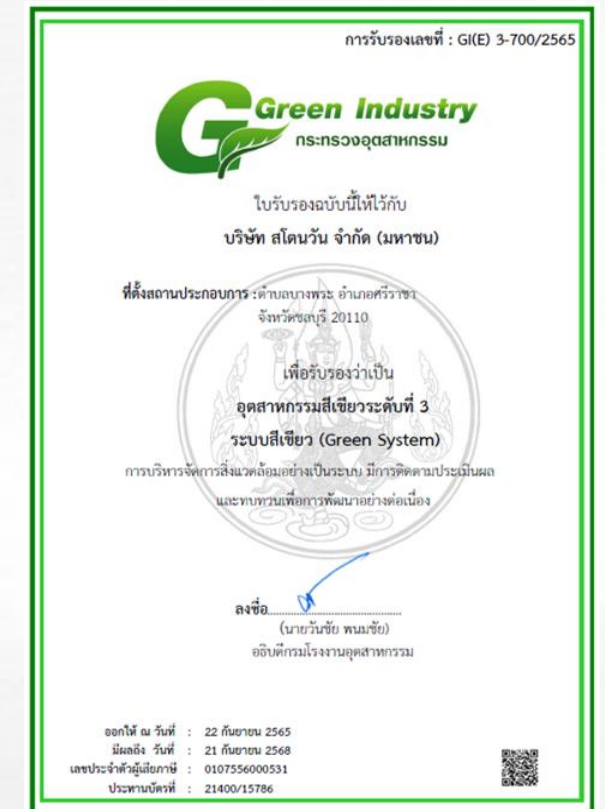 การรับรองเลขที่ : GI(E) 3-700/2565
Green Industry
กระทรวงอุตสาหกรรม
ใบรับรองฉบับนี้ให้ไว้กับ
บริษัท สโตนวัน จำกัด (มหาชน)
ที่ตั้งสถานประกอบการ :ตำบลบางพระ อำเภอศรีราชา
จังหวัดชลบุรี 20110
เพื่อรับรองว่าเป็น
อุตสาหกรรมสีเขียวระดับที่ 3
ระบบสีเขียว (Green System)
การบริหารจัดการสิ่งแวดล้อมอย่างเป็นระบบ มีการติดตามประเมินผล
และทบทวนเพื่อการพัฒนาอย่างต่อเนื่อง
ลงชื่อ
(นายวันชัย พนมชัย)
อธิบดีกรมโรงงานอุตสาหกรรม
ออกให้ ณ วันที่ : 22 กันยายน 2565
มีผลถึง วันที่ : 21 กันยายน 2568
เลขประจำตัวผู้เสียภาษี : 0107556000531
ประทานบัตรที่ : 21400/15786